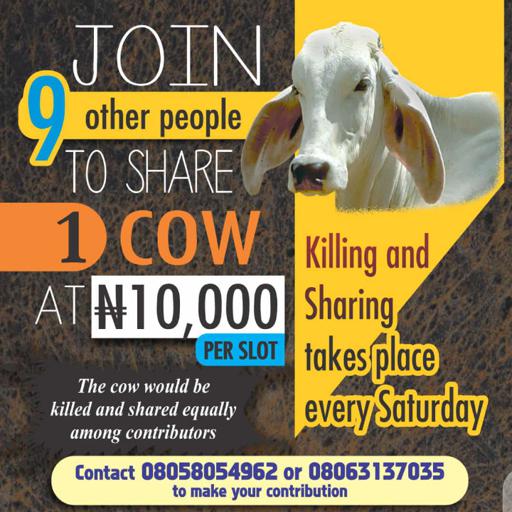 JOIN
9 other people
TO SHARE
1 COW
AT ₦10,000
PER SLOT
The cow would be
killed and shared equally
among contributors
Killing and
Sharing
takes place
every Saturday
Contact 08058054962 or 08063137035
to make your contribution